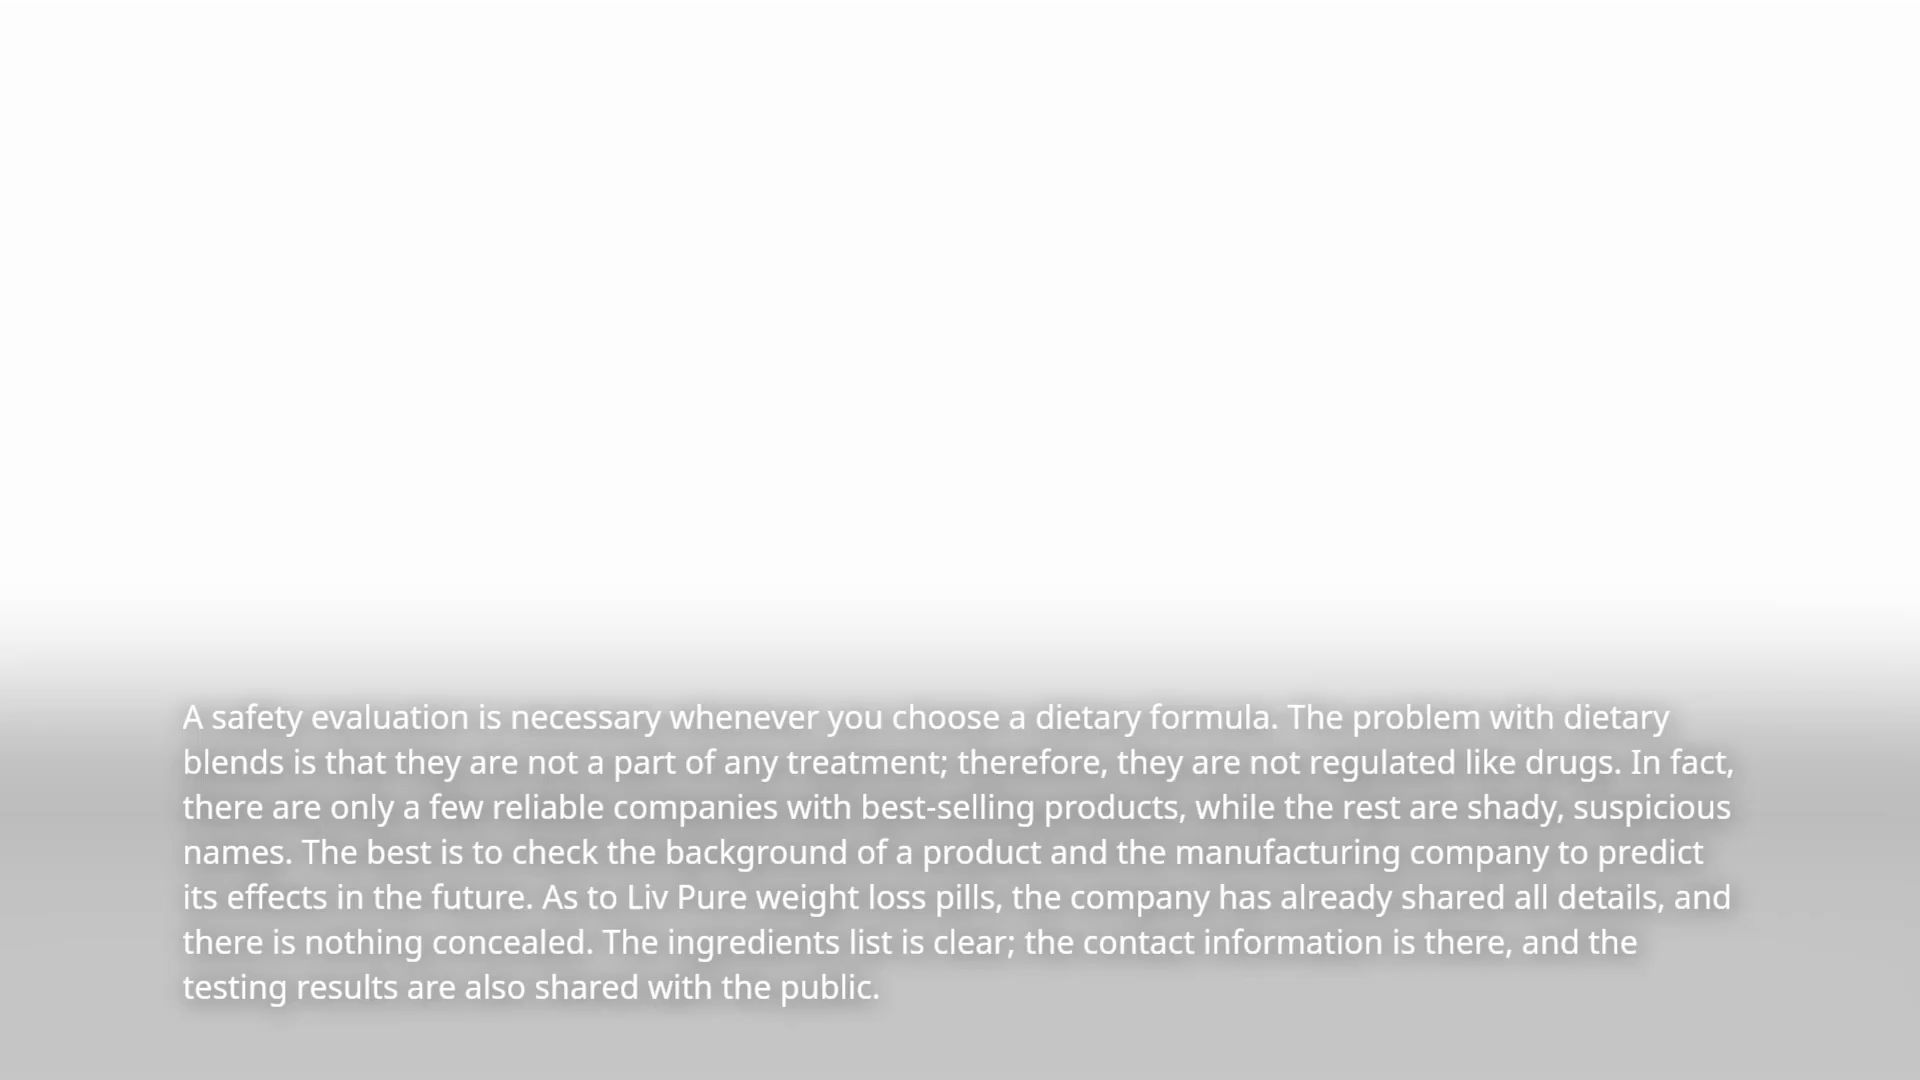 A safety evaluation is necessary whenever you choose a dietary formula. The problem with dietary
blends is that they are not a part of any treatment; therefore, they are not regulated like drugs. In fact,
there are only a few reliable companies with best-selling products, while the rest are shady, suspicious
names. The best is to check the background of a product and the manufacturing company to predict
its effects in the future. As to Liv Pure weight loss pills, the company has already shared all details, and
there is nothing concealed. The ingredients list is clear; the contact information is there, and the
testing results are also shared with the public.